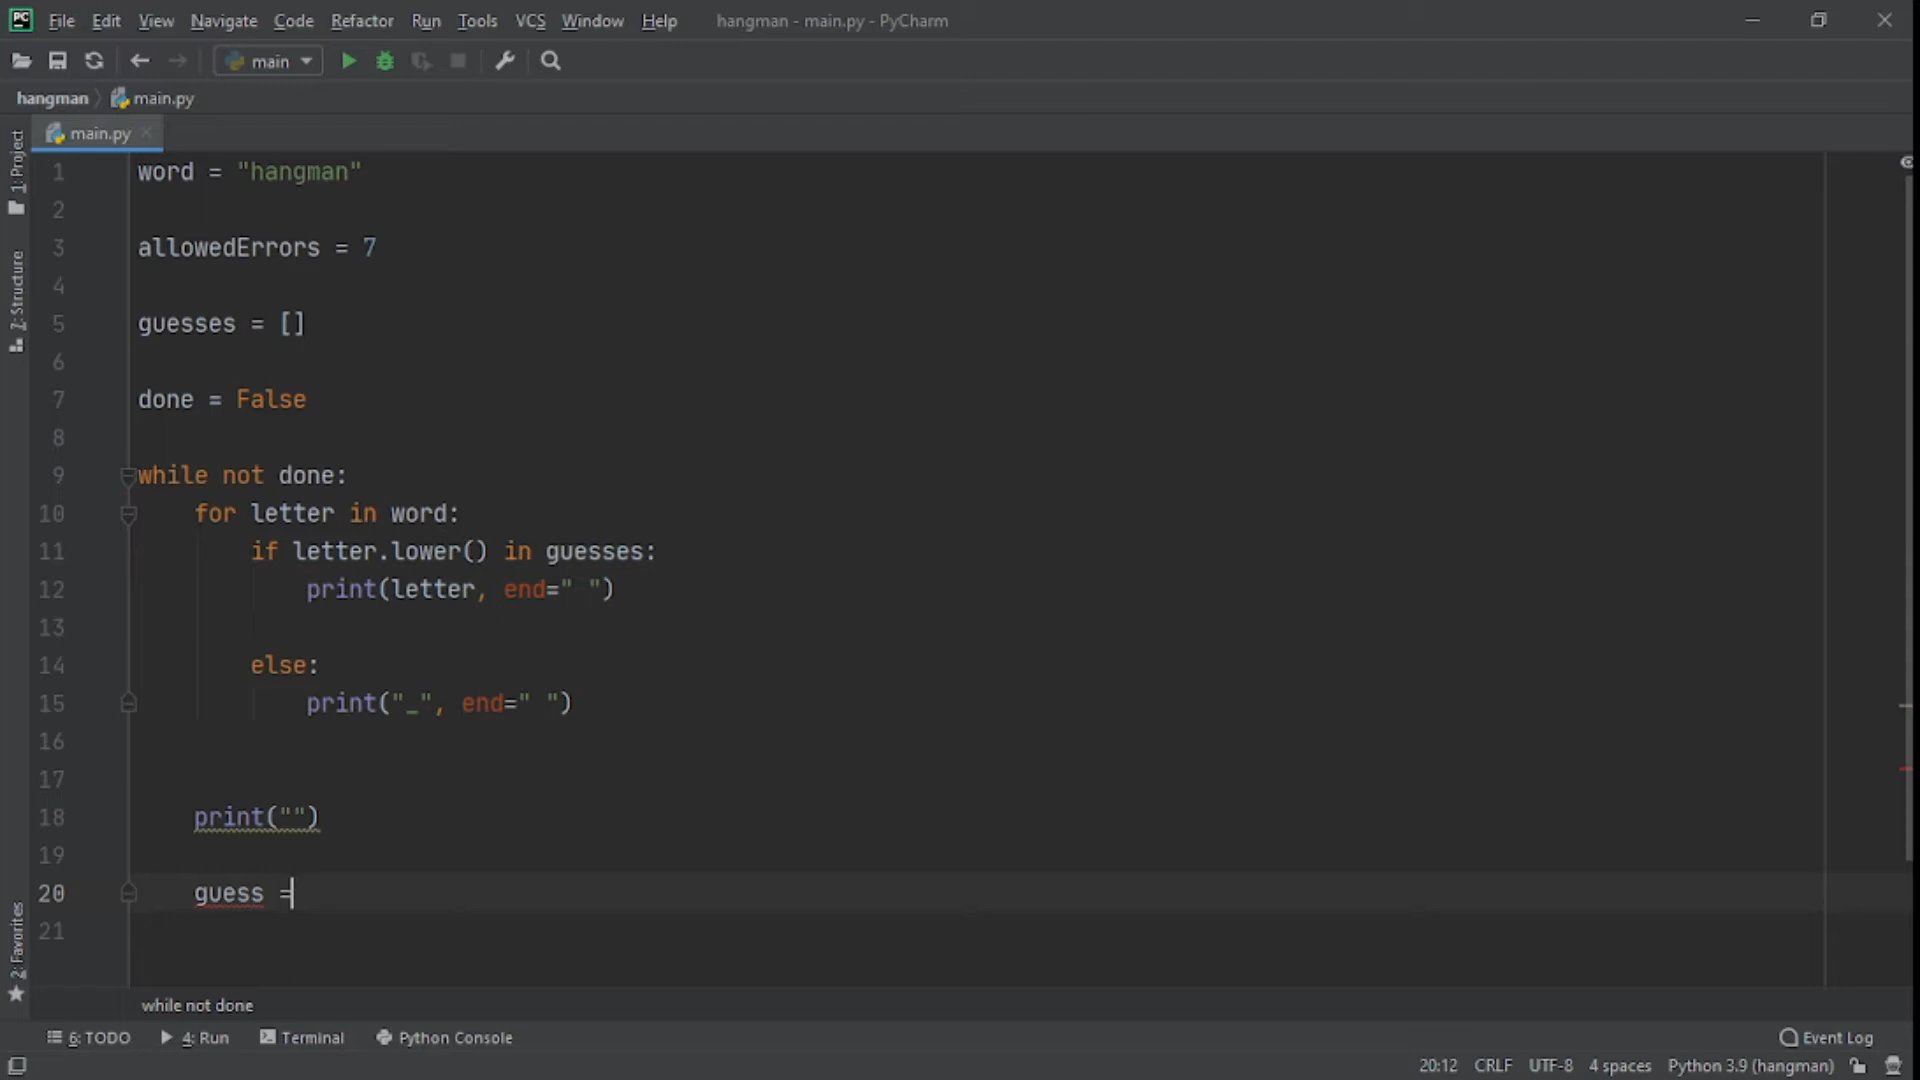 PC File Edit View Navigate Code Refactor Run Tools VCS Window Help hangman - main.py - PyCharm
main
hangman main.py
main.py
1: Project
7: Structure
2: Favorites
1 word = "hangman"
2
3 allowedErrors = 7
4
5 guesses = []
6
7 done = False
8
9 while not done:
10     for letter in word:
11         if letter.lower() in guesses:
12             print(letter, end=" ")
13
14         else:
15             print("_", end=" ")
16
17
18     print("")
19
20     guess =
21
while not done
6: TODO 4: Run Terminal Python Console Event Log
20:12 CRLF UTF-8 4 spaces Python 3.9 (hangman)